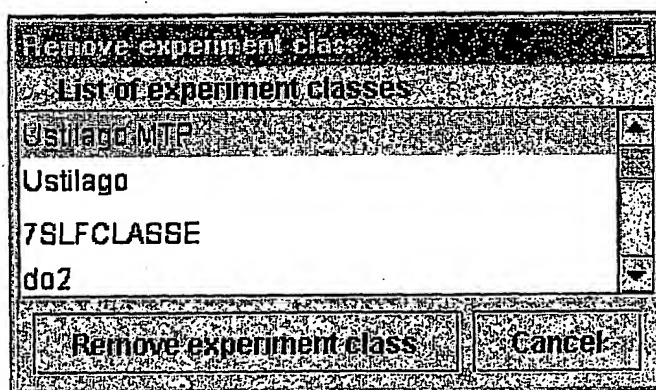 Remove experiment class
List of experiment classes
Ustilago MTP
Ustilago
7SLFCLASSE
do2
Remove experiment class Cancel